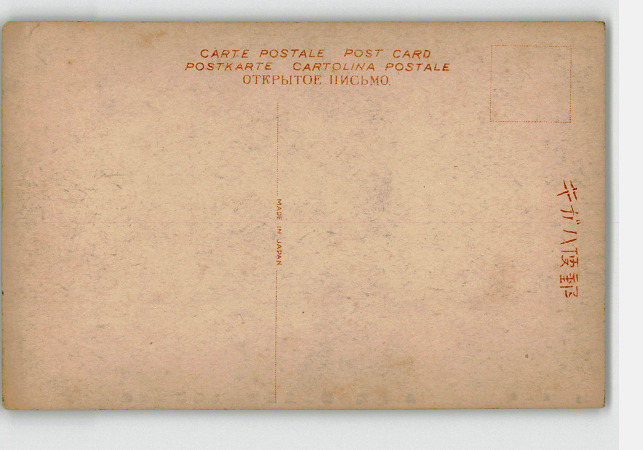 CARTE POSTALE POST CARD
POSTKARTE CARTOLINA POSTALE
ОТКРЫТОЕ ПИСЬМО.
MADE IN JAPAN
郵便ハガキ